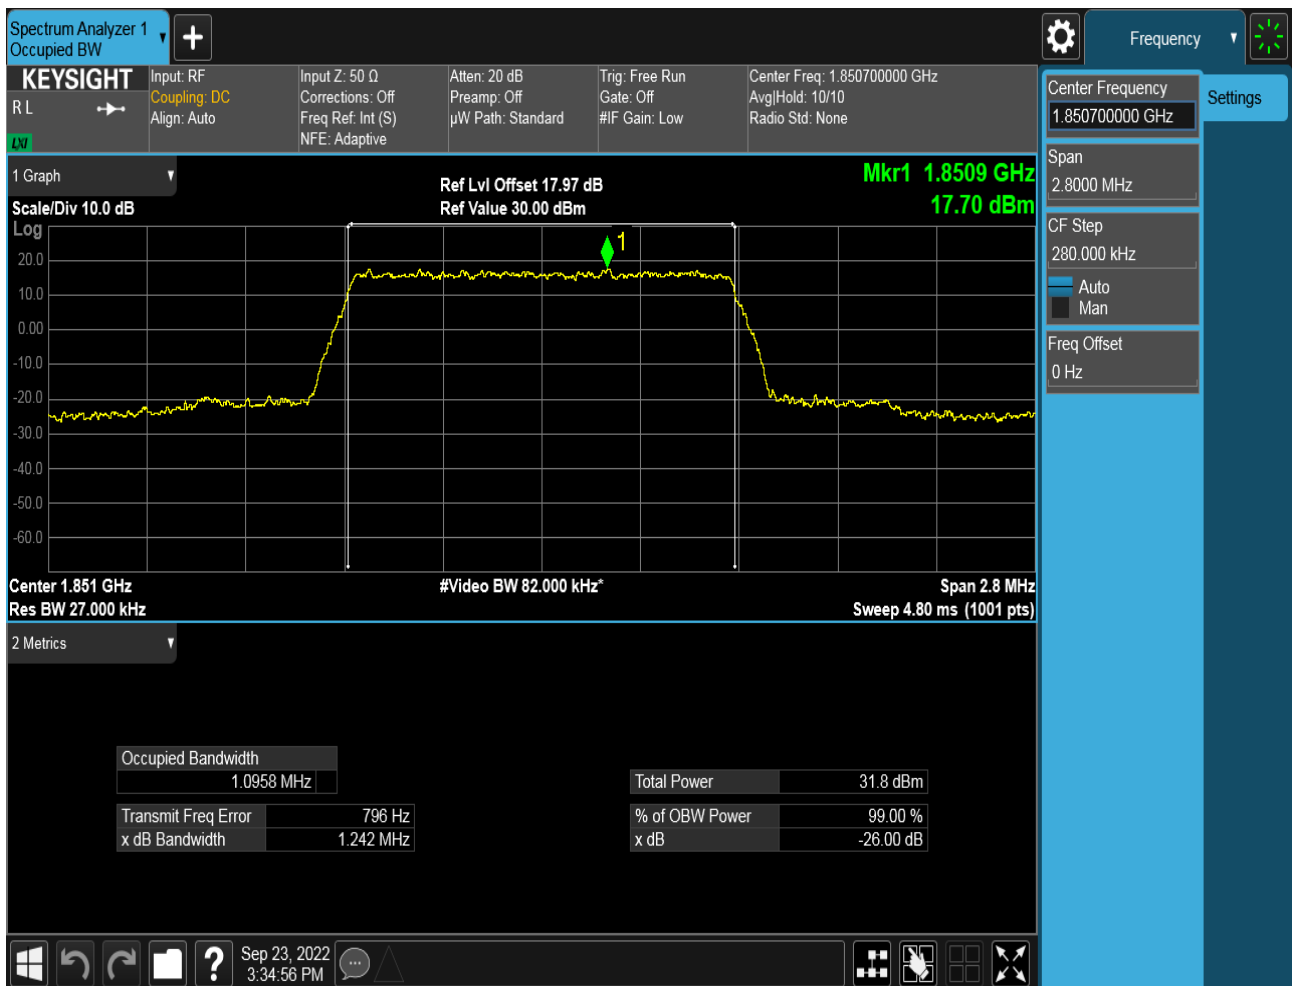 Spectrum Analyzer 1
Occupied BW
Frequency
KEYSIGHT
R L
LXI
Input: RF
Coupling: DC
Align: Auto
Input Z: 50 Ω
Corrections: Off
Freq Ref: Int (S)
NFE: Adaptive
Atten: 20 dB
Preamp: Off
µW Path: Standard
Trig: Free Run
Gate: Off
#IF Gain: Low
Center Freq: 1.850700000 GHz
Avg|Hold: 10/10
Radio Std: None
Center Frequency
1.850700000 GHz
Settings
Span
2.8000 MHz
CF Step
280.000 kHz
Auto
Man
Freq Offset
0 Hz
1 Graph
Scale/Div 10.0 dB
Ref Lvl Offset 17.97 dB
Ref Value 30.00 dBm
Mkr1 1.8509 GHz
17.70 dBm
Log
1
20.0
10.0
0.00
-10.0
-20.0
-30.0
-40.0
-50.0
-60.0
Center 1.851 GHz
#Video BW 82.000 kHz*
Span 2.8 MHz
Res BW 27.000 kHz
Sweep 4.80 ms (1001 pts)
2 Metrics
Occupied Bandwidth
1.0958 MHz
Total Power 31.8 dBm
Transmit Freq Error 796 Hz
% of OBW Power 99.00 %
x dB Bandwidth 1.242 MHz
x dB -26.00 dB
?
Sep 23, 2022
3:34:56 PM